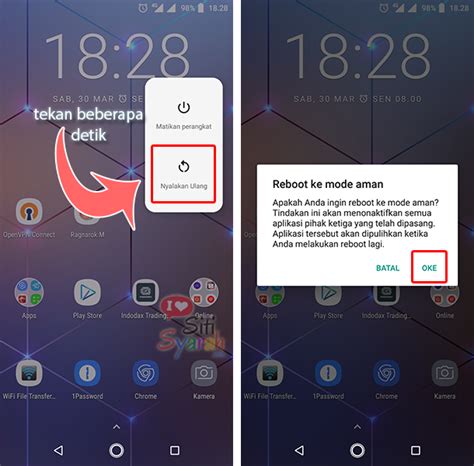 58% 18.28
18:28
SAB, 30 MAR
SEN
tekan beberapa
detik
Matikan perangkat
Nyalakan Ulang
OpenVPN Connect
Ragnarok M
Apps
Play Store
Indodax Trading..
I
Siti
Syarah
WiFi File Transfer..
1Password
Chrome
Kamera
58% 18.28
18:28
SAB, 30 MAR
SEN 08.00
Reboot ke mode aman
Apakah Anda ingin reboot ke mode aman?
Tindakan ini akan menonaktifkan semua
aplikasi pihak ketiga yang telah dipasang.
Aplikasi tersebut akan dipulihkan ketika
Anda melakukan reboot lagi.
BATAL
OKE
Apps
Play Store
Indodax Trading..
Games
WiFi File Transfer..
1Password
Chrome
Kamera